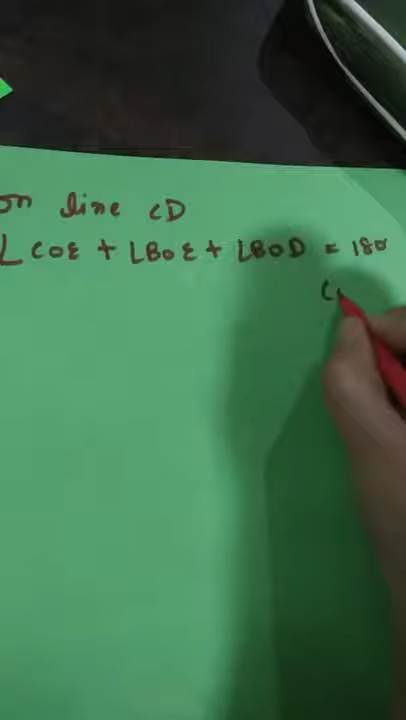 on line CD
∠COE + ∠BOE + ∠BOD = 180
(